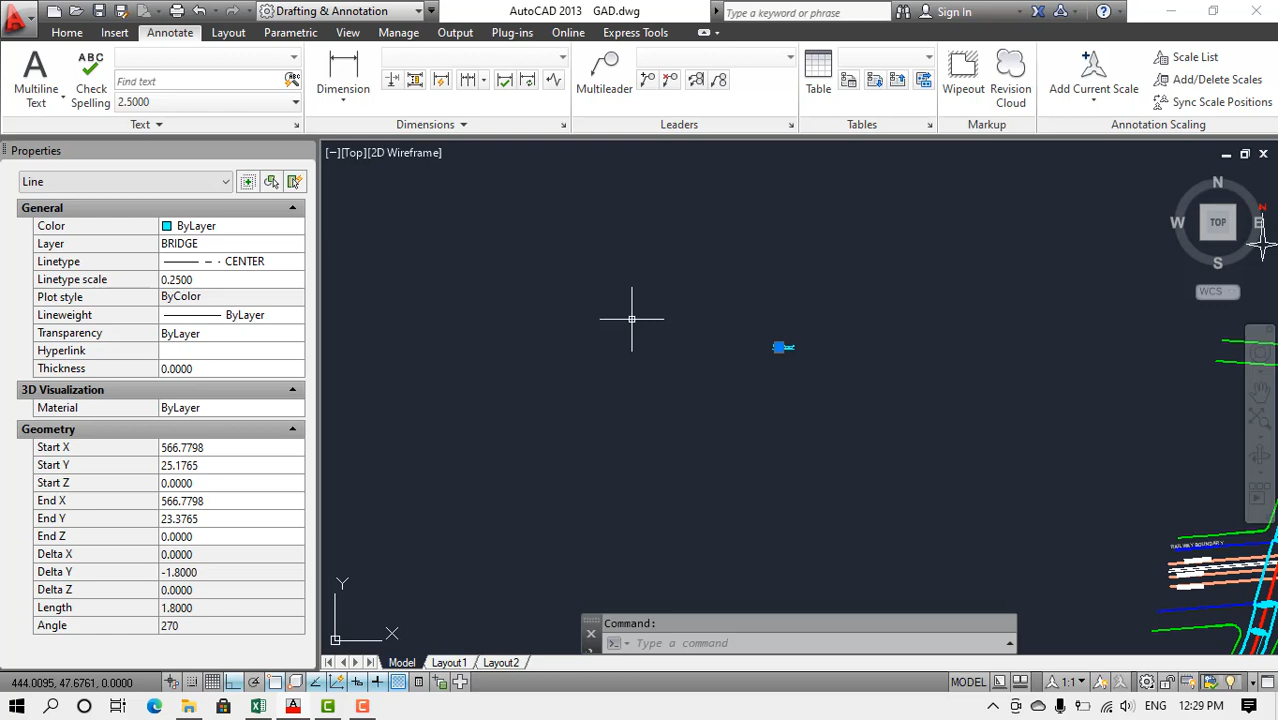 Drafting & Annotation
AutoCAD 2013 GAD.dwg
Type a keyword or phrase
Sign In
Home Insert Annotate Layout Parametric View Manage Output Plug-ins Online Express Tools
Multiline Text
ABC
Check Spelling
Find text
2.5000
Text
Dimension
Dimensions
Multileader
Leaders
Table
Tables
Wipeout
Revision Cloud
Markup
Add Current Scale
Scale List
Add/Delete Scales
Sync Scale Positions
Annotation Scaling
Properties
Line
General
Color ByLayer
Layer BRIDGE
Linetype CENTER
Linetype scale 0.2500
Plot style ByColor
Lineweight ByLayer
Transparency ByLayer
Hyperlink
Thickness 0.0000
3D Visualization
Material ByLayer
Geometry
Start X 566.7798
Start Y 25.1765
Start Z 0.0000
End X 566.7798
End Y 23.3765
End Z 0.0000
Delta X 0.0000
Delta Y -1.8000
Delta Z 0.0000
Length 1.8000
Angle 270
[−][Top][2D Wireframe]
N
W TOP E
S
WCS
N
RAILWAY BOUNDARY
Y
X
Command:
Type a command
Model Layout1 Layout2
444.0095, 47.6761, 0.0000
MODEL
1:1
ENG
12:29 PM